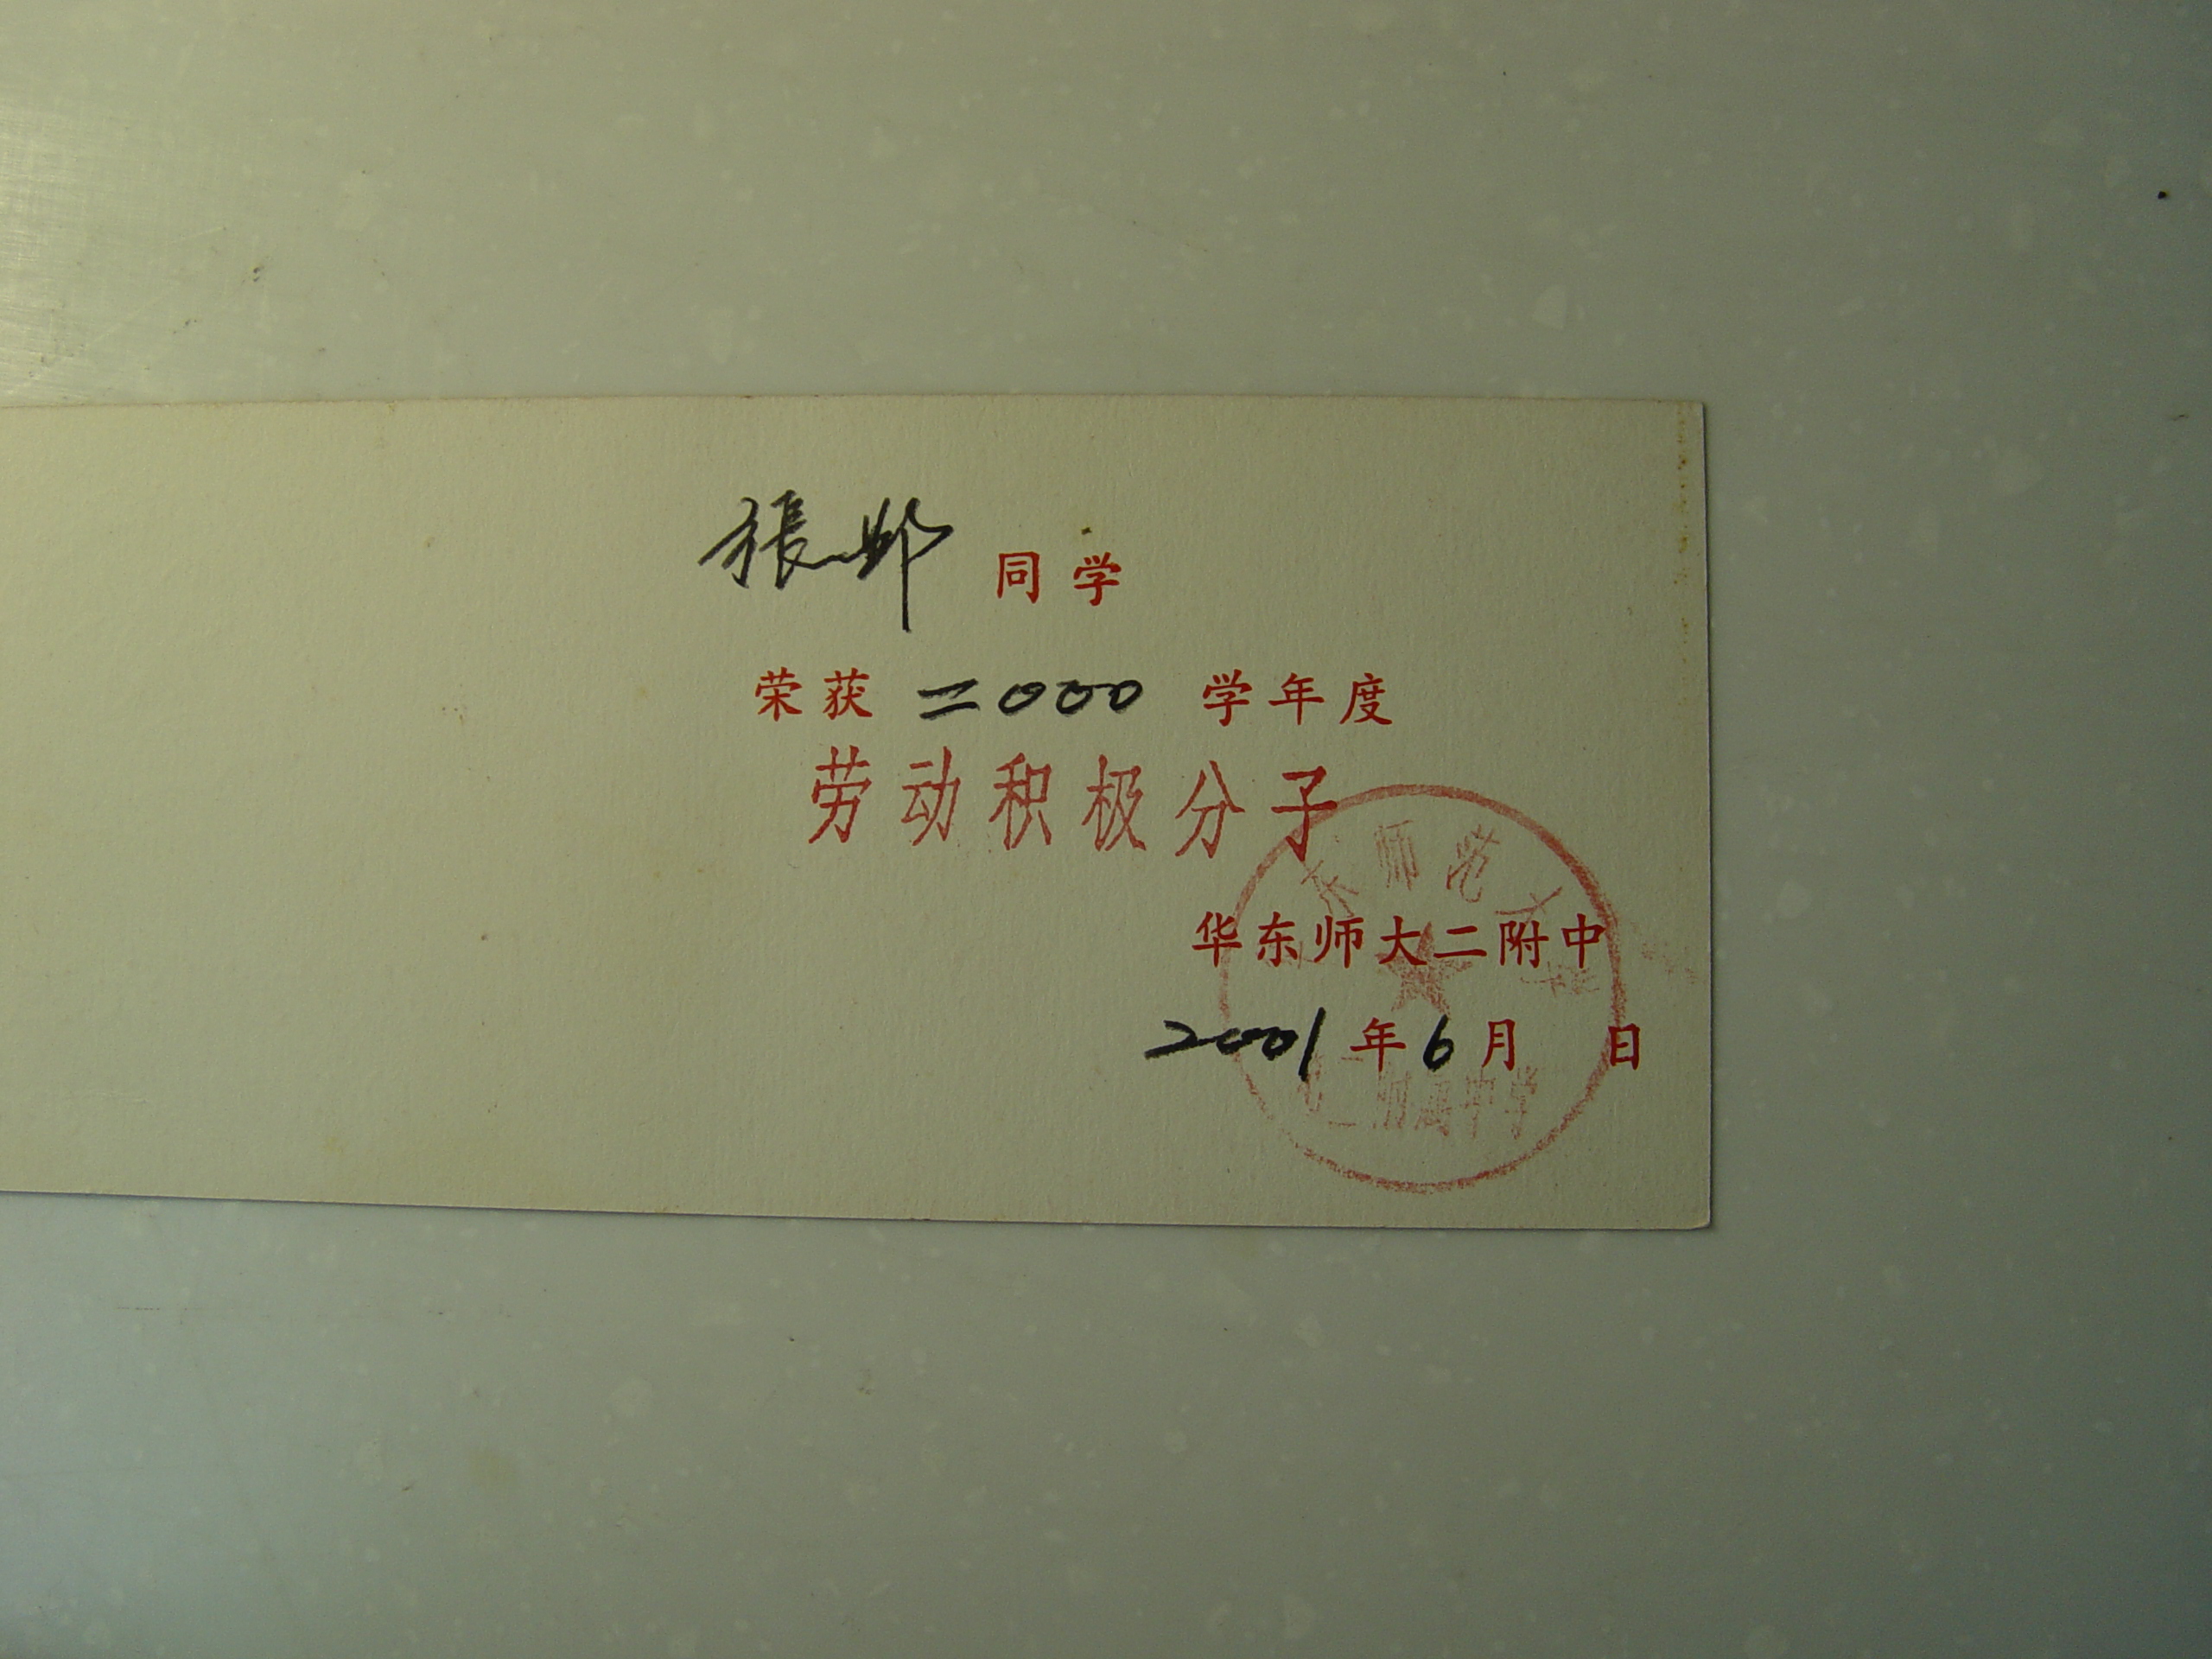 張邺 同学
荣获 二000 学年度
劳动积极分子
华东师大二附中
2001 年 6 月 日
东师范大
第二附属中学